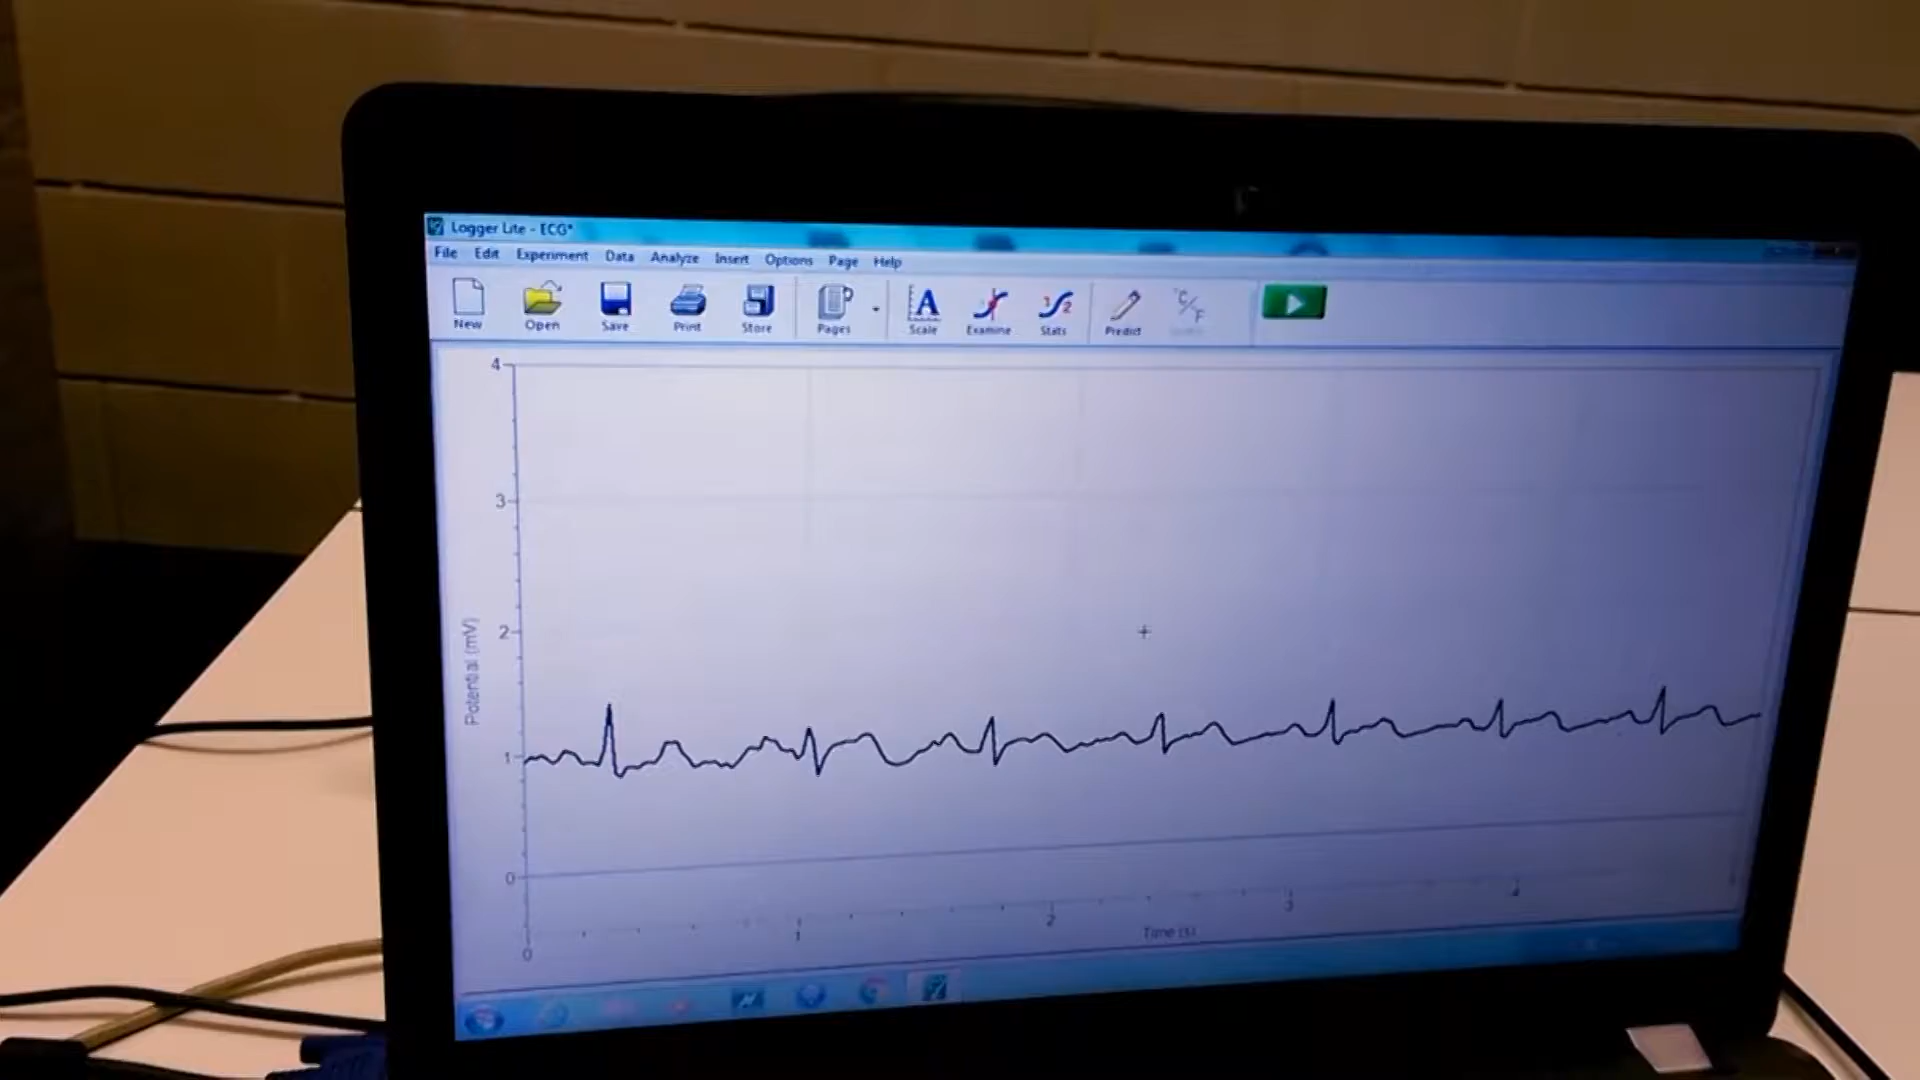 Logger Lite - ECG*
File Edit Experiment Data Analyze Insert Options Page Help
New Open Save Print Store Pages Scale Examine Stats Predict
4
3
2
1
0
Potential (mV)
0 1 2 3 4
Time (s)